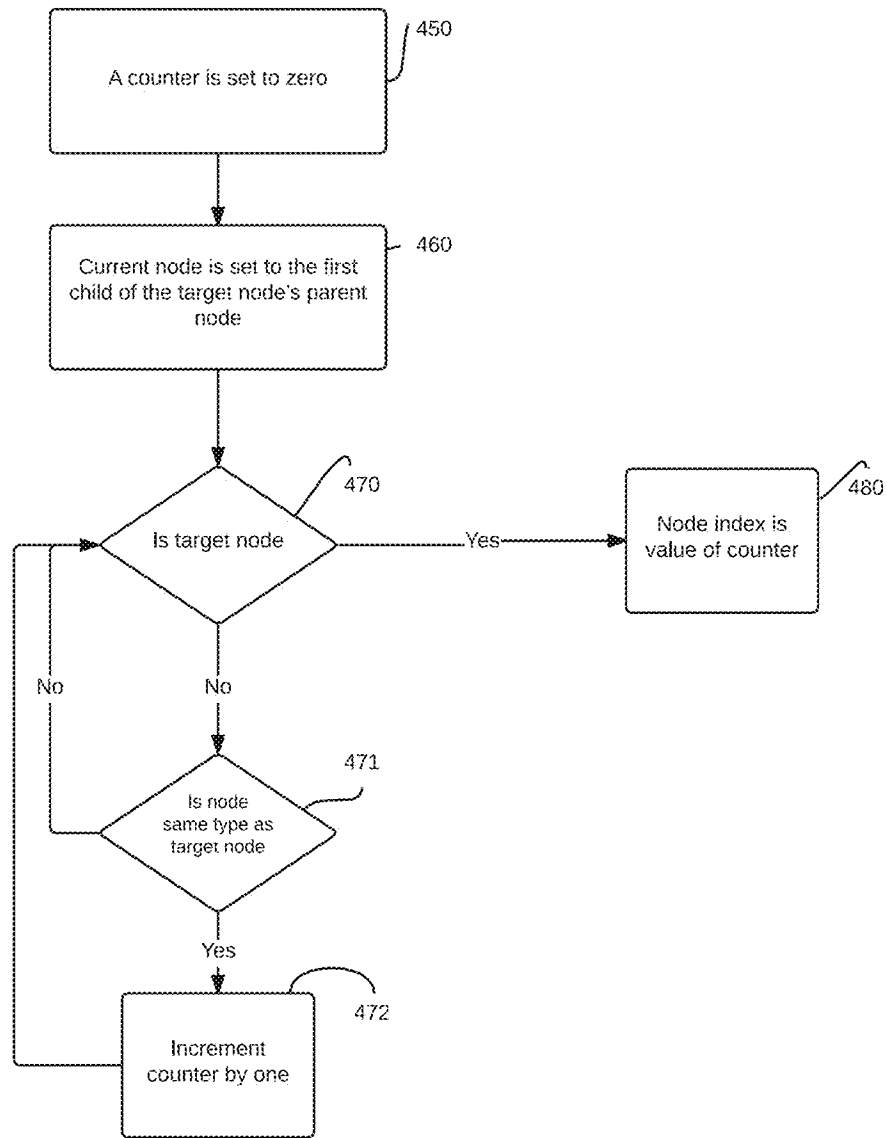 450
A counter is set to zero
460
Current node is set to the first
child of the target node's parent
node
470
480
Is target node
Yes
Node index is
value of counter
No
No
471
Is node
same type as
target node
Yes
472
Increment
counter by one